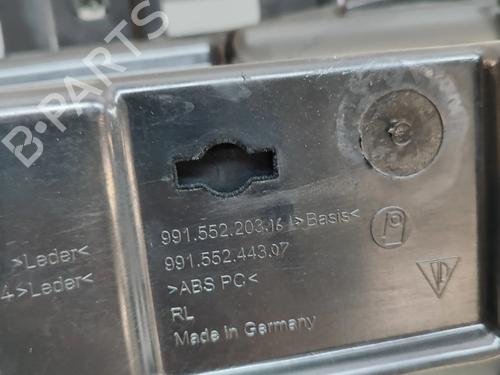 B-PARTS
991.552.203.16 >Basis<
991.552.443.07
>Leder<
4>Leder<
>ABS PC<
RL
Made in Germany